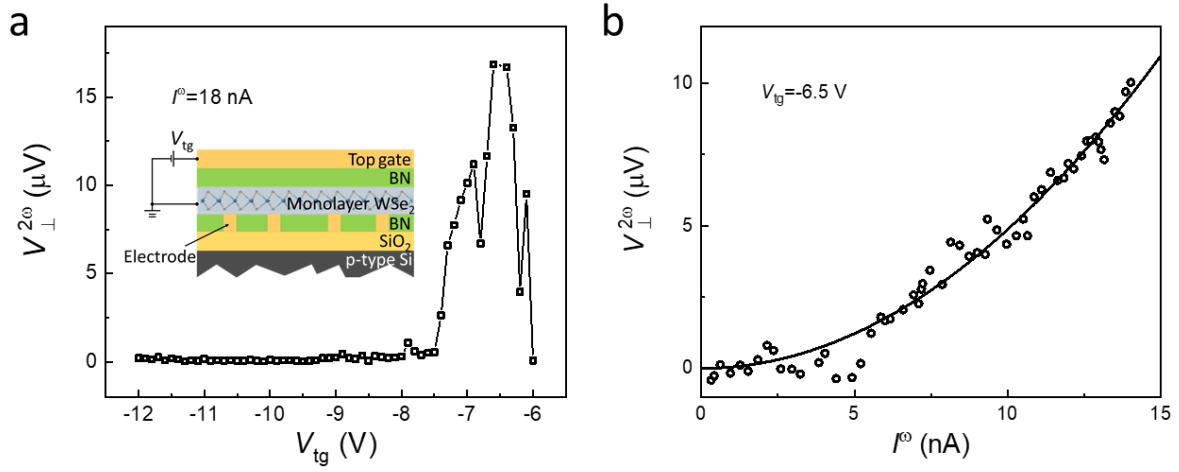 a
V⊥^2ω (μV)
15
10
5
0
-12
-11
-10
-9
-8
-7
-6
V_tg (V)
I^ω=18 nA
V_tg
Top gate
BN
Monolayer WSe₂
BN
SiO₂
Electrode
p-type Si
b
V⊥^2ω (μV)
10
5
0
0
5
10
15
I^ω (nA)
V_tg=-6.5 V